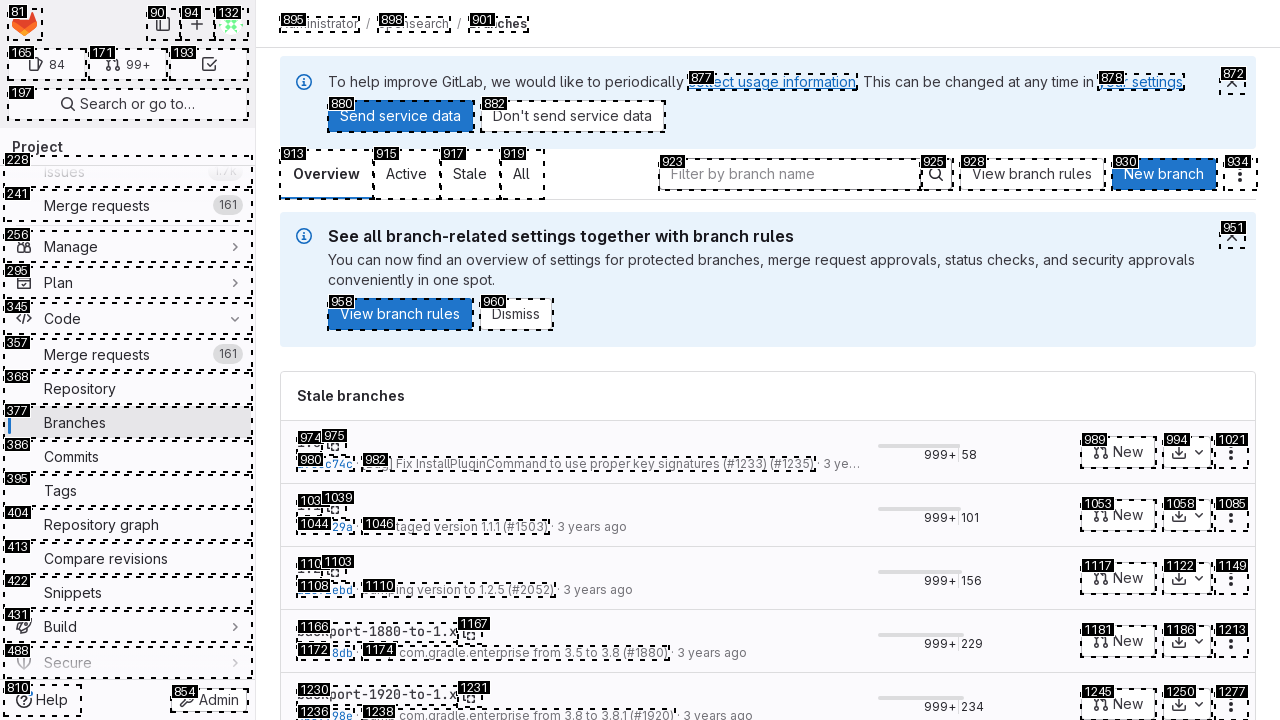 81
90
94
132
165
84
171
99+
193
197
Search or go to…
Project
228
Issues
1.7k
241
Merge requests
161
256
Manage
295
Plan
345
Code
357
Merge requests
161
368
Repository
377
Branches
386
Commits
395
Tags
404
Repository graph
413
Compare revisions
422
Snippets
431
Build
488
Secure
810
Help
854
Admin
895
898
901
/ /
To help improve GitLab, we would like to periodically 877 collect usage information. This can be changed at any time in 878 your settings.
872
880
Send service data
882
Don't send service data
913
Overview
915
Active
917
Stale
919
All
923
Filter by branch name
925
928
View branch rules
930
New branch
934
See all branch-related settings together with branch rules
951
You can now find an overview of settings for protected branches, merge request approvals, status checks, and security approvals
conveniently in one spot.
958
View branch rules
960
Dismiss
Stale branches
974
975
999+ 58
989
New
994
1021
980
c74c ·
982
Fix InstallPluginCommand to use proper key signatures (#1233) (#1235) · 3 ye…
103
1039
999+ 101
1053
New
1058
1085
1044
29a ·
1046
taged version 1.1.1 (#1503) · 3 years ago
110
1103
999+ 156
1117
New
1122
1149
1108
ebd ·
1110
ping version to 1.2.5 (#2052) · 3 years ago
1166
backport-1880-to-1.x
1167
999+ 229
1181
New
1186
1213
1172
8db ·
1174
com.gradle.enterprise from 3.5 to 3.8 (#1880) · 3 years ago
1230
backport-1920-to-1.x
1231
999+ 234
1245
New
1250
1277
1236
98e ·
1238
com.gradle.enterprise from 3.8 to 3.8.1 (#1920) · 3 years ago